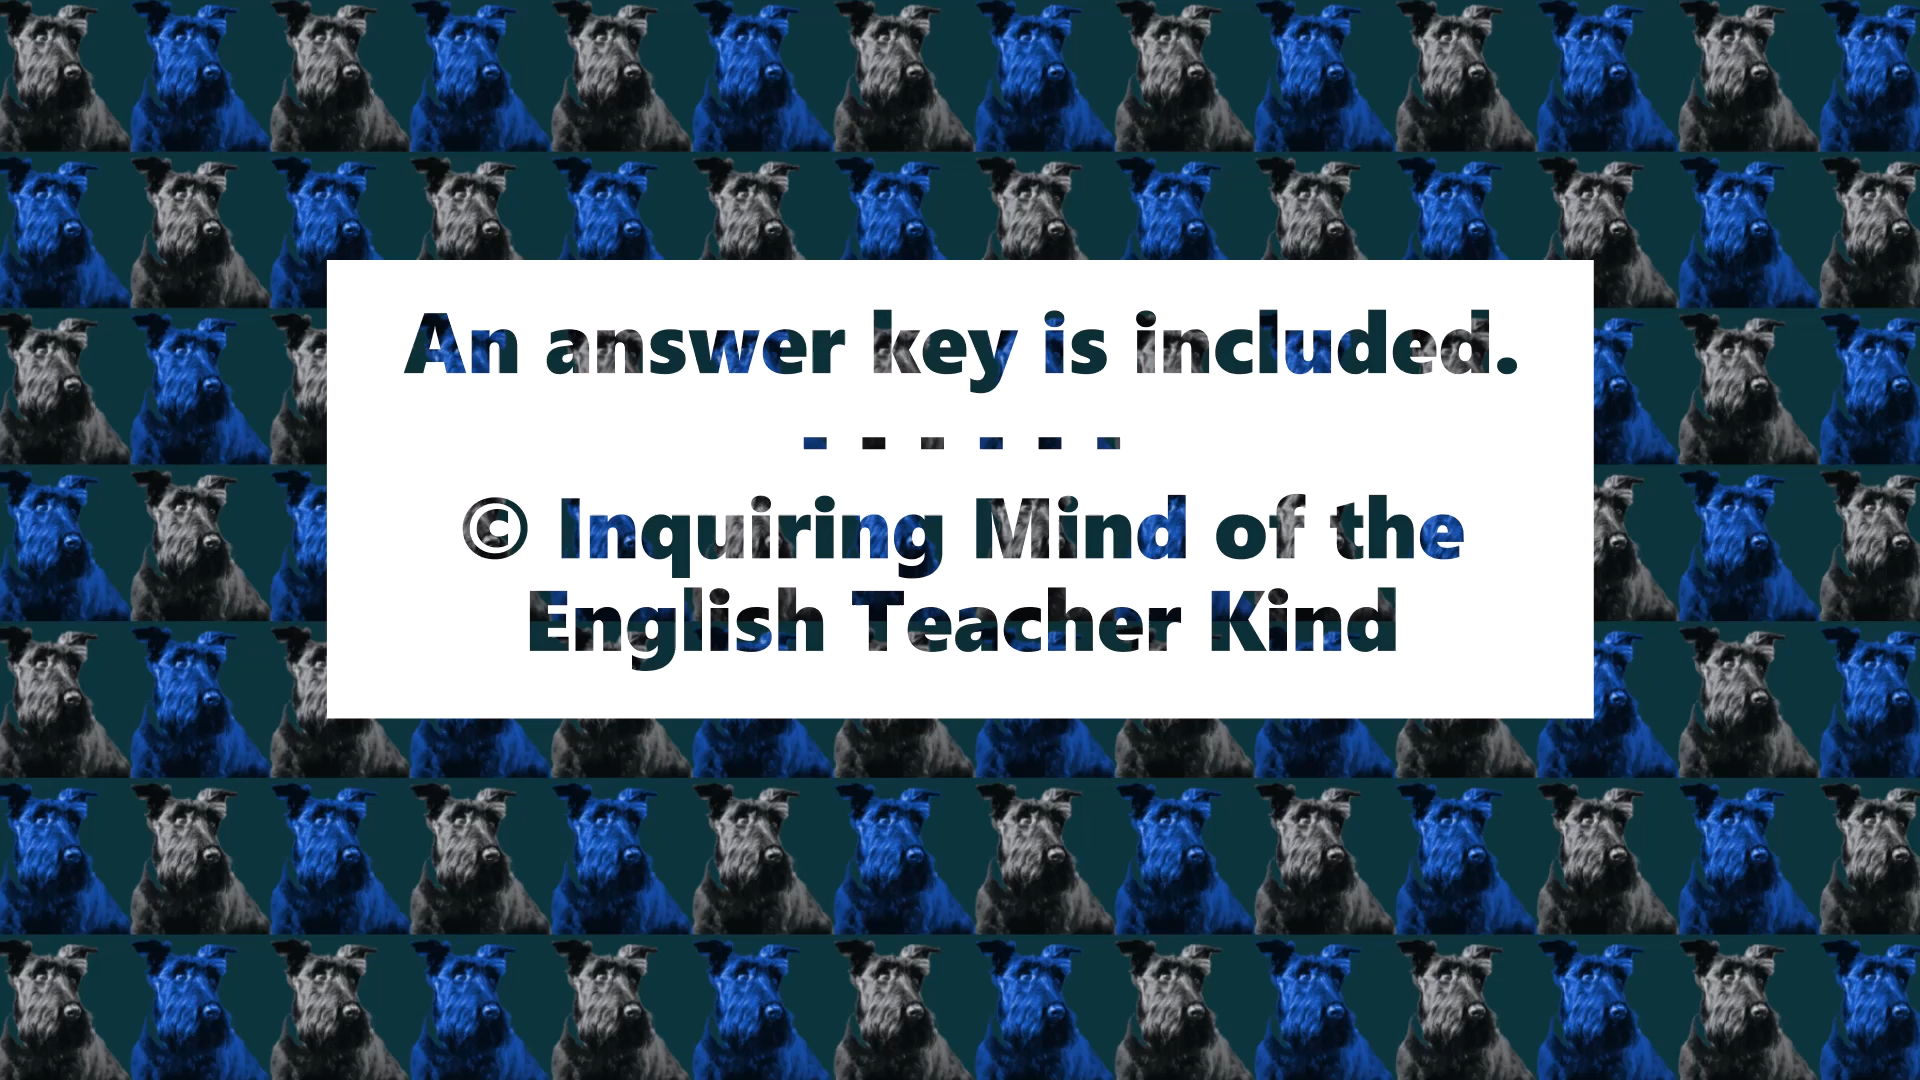 An answer key is included.
- - - - - -
© Inquiring Mind of the
English Teacher Kind